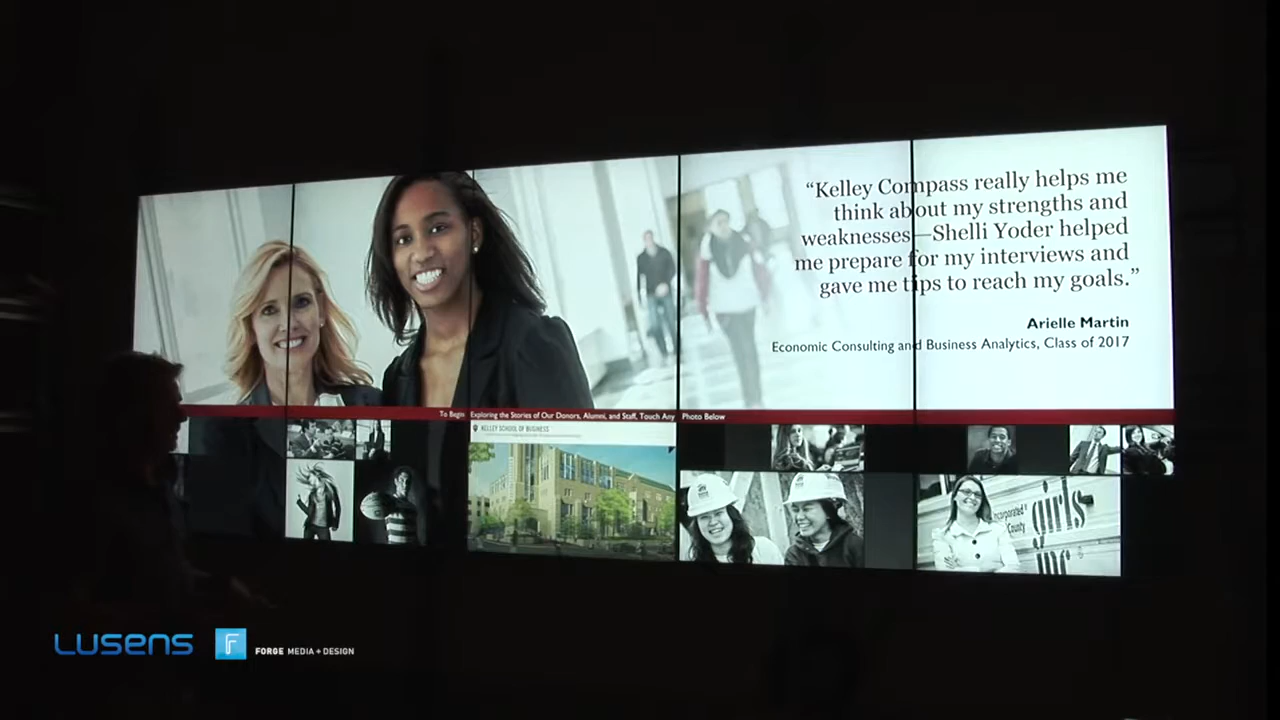 “Kelley Compass really helps me
think about my strengths and
weaknesses—Shelli Yoder helped
me prepare for my interviews and
gave me tips to reach my goals.”
Arielle Martin
Economic Consulting and Business Analytics, Class of 2017
To Begin Exploring the Stories of Our Donors, Alumni, and Staff, Touch Any Photo Below
KELLEY SCHOOL OF BUSINESS
incorporated
County
girls
inc.
LUSENS
F
FORGE MEDIA + DESIGN